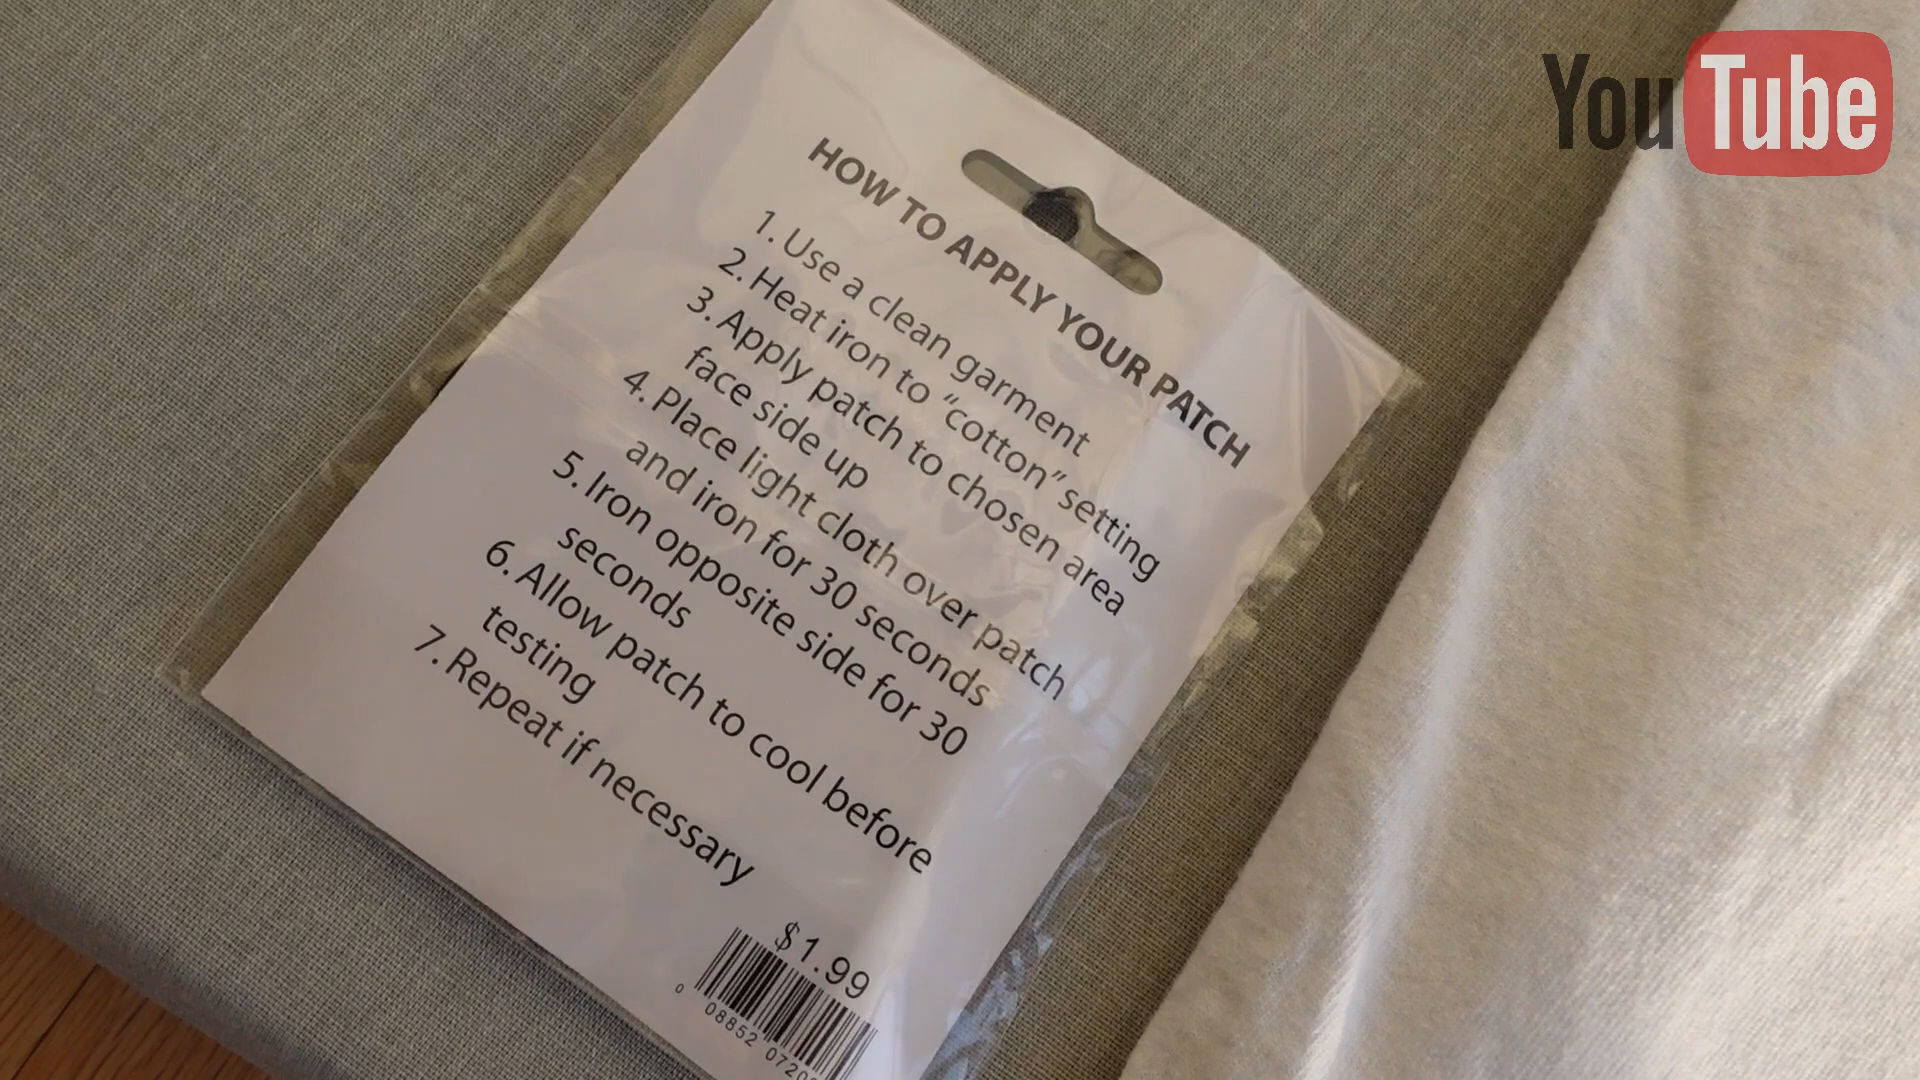 YouTube
HOW TO APPLY YOUR PATCH
1. Use a clean garment
2. Heat iron to “cotton” setting
3. Apply patch to chosen area
face side up
4. Place light cloth over patch
and iron for 30 seconds
5. Iron opposite side for 30
seconds
6. Allow patch to cool before
testing
7. Repeat if necessary
$1.99
0 08852 0720